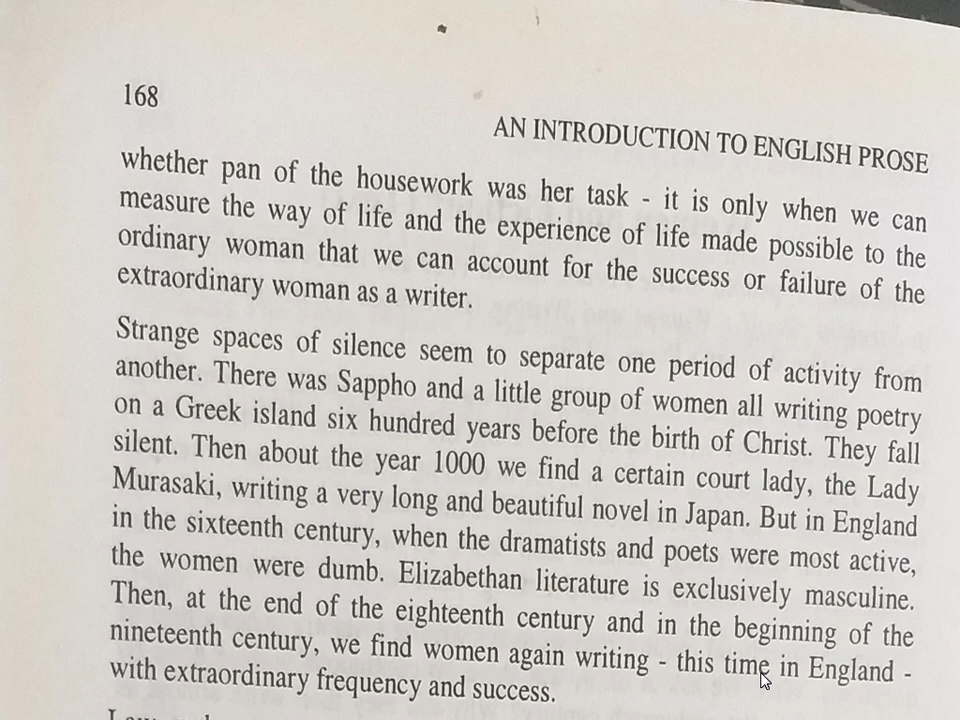 168
AN INTRODUCTION TO ENGLISH PROSE
whether pan of the housework was her task - it is only when we can
measure the way of life and the experience of life made possible to the
ordinary woman that we can account for the success or failure of the
extraordinary woman as a writer.
Strange spaces of silence seem to separate one period of activity from
another. There was Sappho and a little group of women all writing poetry
on a Greek island six hundred years before the birth of Christ. They fall
silent. Then about the year 1000 we find a certain court lady, the Lady
Murasaki, writing a very long and beautiful novel in Japan. But in England
in the sixteenth century, when the dramatists and poets were most active,
the women were dumb. Elizabethan literature is exclusively masculine.
Then, at the end of the eighteenth century and in the beginning of the
nineteenth century, we find women again writing - this time in England -
with extraordinary frequency and success.